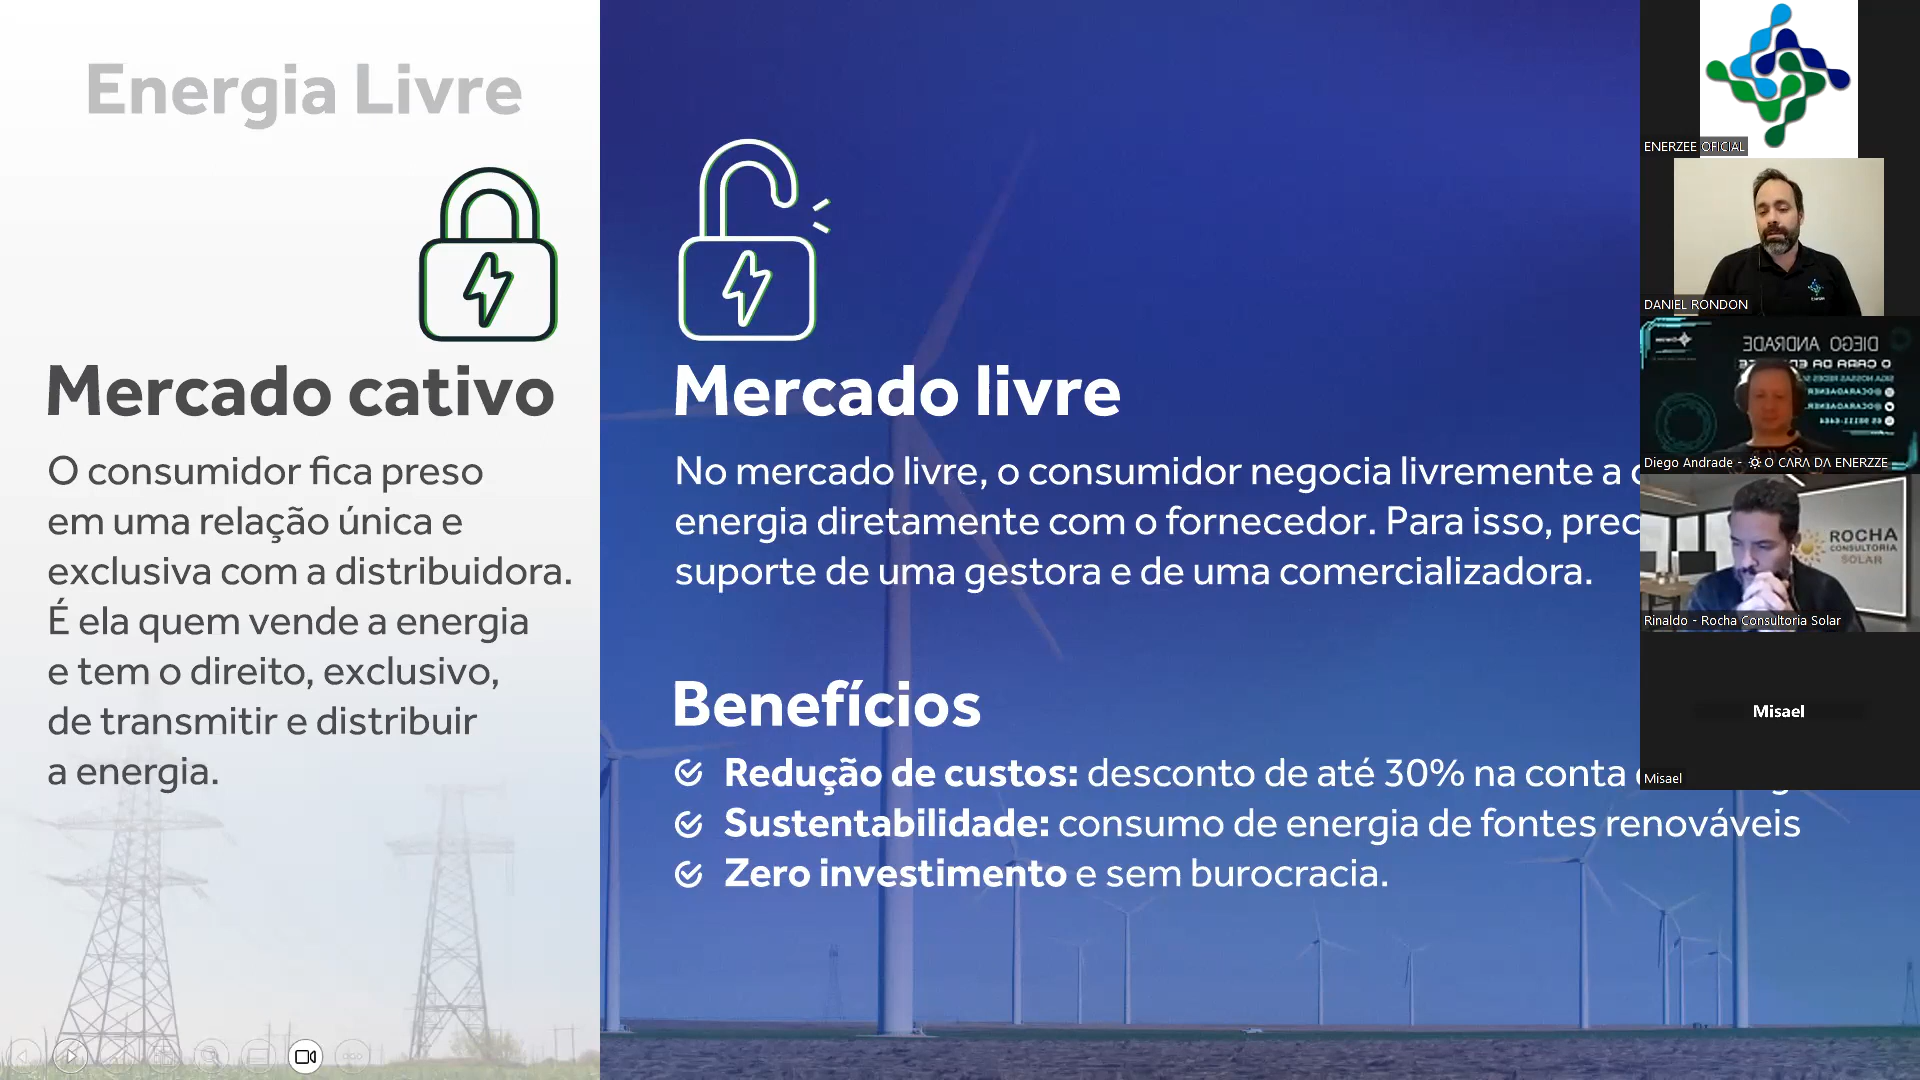 Energia Livre
Mercado cativo
O consumidor fica preso
em uma relação única e
exclusiva com a distribuidora.
É ela quem vende a energia
e tem o direito, exclusivo,
de transmitir e distribuir
a energia.
Mercado livre
No mercado livre, o consumidor negocia livremente a
energia diretamente com o fornecedor. Para isso,
suporte de uma gestora e de uma comercializadora.
Benefícios
Redução de custos: desconto de até 30% na conta
Sustentabilidade: consumo de energia de fontes renováveis
Zero investimento e sem burocracia.
ENERZEE OFICIAL
DANIEL RONDON
DIEGO ANDRADE
O CARA DA
Diego Andrade - O CARA DA ENERZZE
ROCHA
CONSULTORIA
SOLAR
Rinaldo - Rocha Consultoria Solar
Misael
Misael